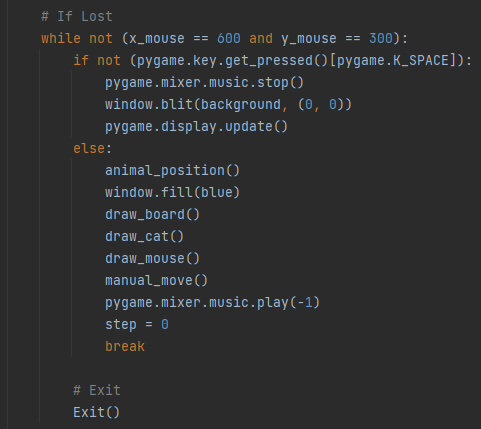 # If Lost
while not (x_mouse == 600 and y_mouse == 300):
    if not (pygame.key.get_pressed()[pygame.K_SPACE]):
        pygame.mixer.music.stop()
        window.blit(background, (0, 0))
        pygame.display.update()
    else:
        animal_position()
        window.fill(blue)
        draw_board()
        draw_cat()
        draw_mouse()
        manual_move()
        pygame.mixer.music.play(-1)
        step = 0
        break

    # Exit
    Exit()